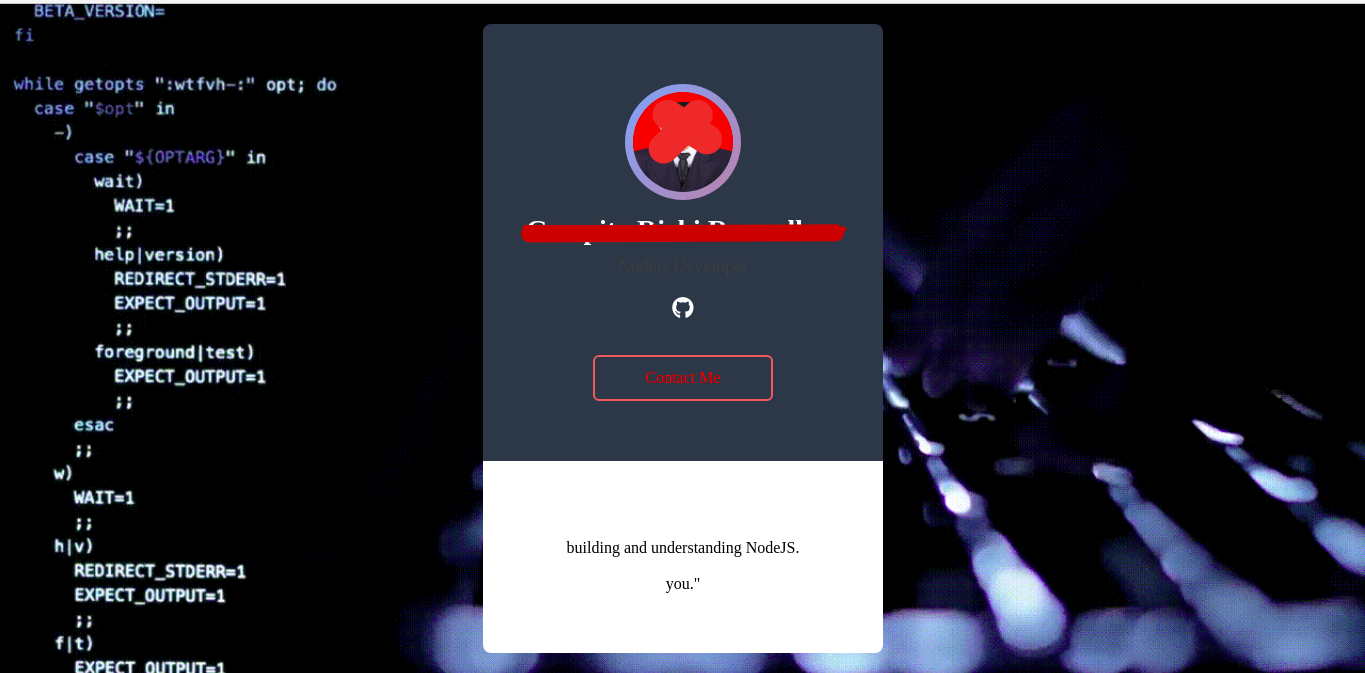 BETA_VERSION=
fi
while getopts ":wtfvh-:" opt; do
case "$opt" in
-)
case "${OPTARG}" in
wait)
WAIT=1
;;
help|version)
REDIRECT_STDERR=1
EXPECT_OUTPUT=1
;;
foreground|test)
EXPECT_OUTPUT=1
;;
esac
;;
w)
WAIT=1
;;
h|v)
REDIRECT_STDERR=1
EXPECT_OUTPUT=1
;;
f|t)
EXPECT_OUTPUT=1
Nodejs Developer
Contact Me
building and understanding NodeJS.
you."